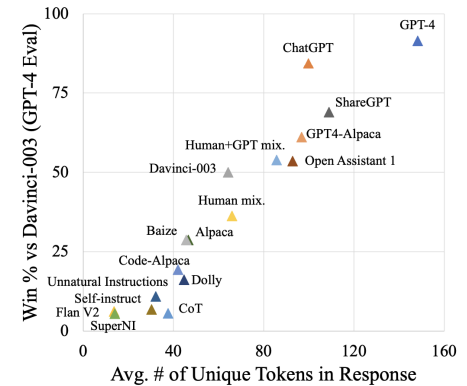 Win % vs Davinci-003 (GPT-4 Eval)
100
75
50
25
0
GPT-4
ChatGPT
ShareGPT
GPT4-Alpaca
Human+GPT mix.
Open Assistant 1
Davinci-003
Human mix.
Baize
Alpaca
Code-Alpaca
Unnatural Instructions
Dolly
Self-instruct
Flan V2
CoT
SuperNI
0
40
80
120
160
Avg. # of Unique Tokens in Response